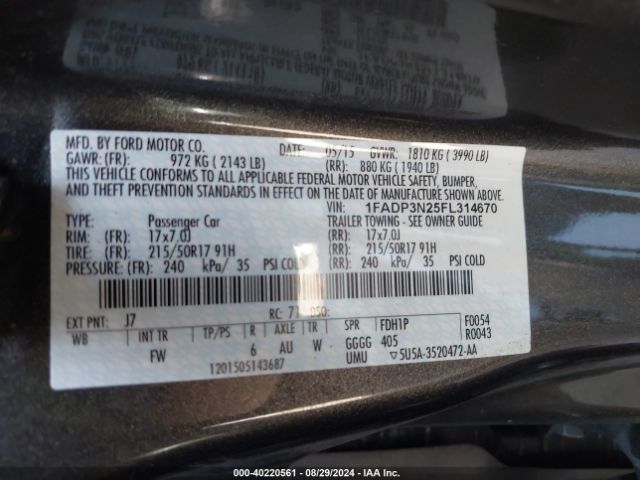 MFD. BY FORD MOTOR CO. DATE: 05/15 GVWR: 1810 KG ( 3990 LB)
GAWR: (FR): 972 KG ( 2143 LB) (RR): 880 KG ( 1940 LB)
THIS VEHICLE CONFORMS TO ALL APPLICABLE FEDERAL MOTOR VEHICLE SAFETY, BUMPER,
AND THEFT PREVENTION STANDARDS IN EFFECT ON THE DATE OF MANUFACTURE SHOWN ABOVE.
VIN: 1FADP3N25FL314670
TYPE: Passenger Car TRAILER TOWING - SEE OWNER GUIDE
RIM: (FR): 17x7.0J (RR): 17x7.0J
TIRE: (FR): 215/50R17 91H (RR): 215/50R17 91H
PRESSURE: (FR): 240 kPa/ 35 PSI COLD (RR): 240 kPa/ 35 PSI COLD
EXT PNT: J7 RC: 77 DSO: F0054
WB INT TR TP/PS R AXLE TR SPR FDH1P R0043
FW 6 AU W GGGG 405
1201505143687 UMU ▽5U5A-3520472-AA
000-40220561 - 08/29/2024 - IAA Inc.